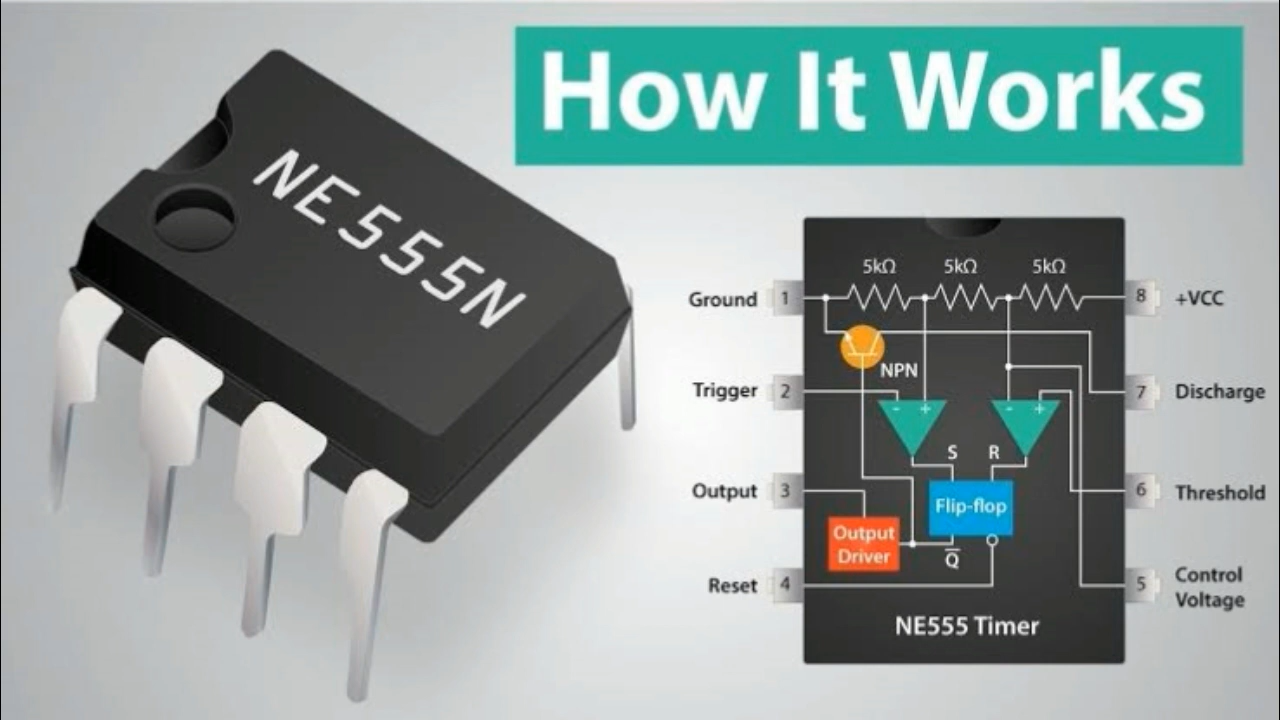 How It Works
NE555N
5kΩ 5kΩ 5kΩ
Ground 1
8 +VCC
NPN
Trigger 2
7 Discharge
- +
- +
S R
Output 3
6 Threshold
Flip-flop
Output
Driver
Q̅
Reset 4
5 Control
Voltage
NE555 Timer